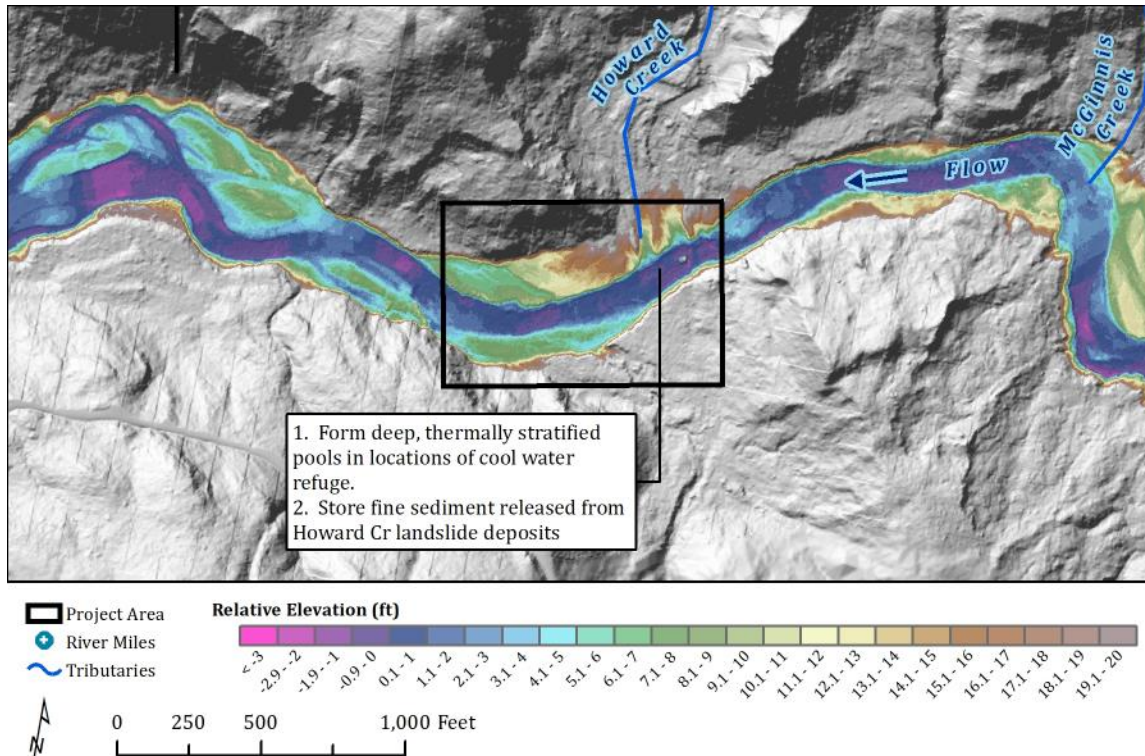 Howard
Creek
McGinnis
Creek
Flow
1. Form deep, thermally stratified
pools in locations of cool water
refuge.
2. Store fine sediment released from
Howard Cr landslide deposits
Project Area
River Miles
Tributaries
Relative Elevation (ft)
<-3
-2.9 - -2
-1.9 - -1
-0.9 - 0
0.1 - 1
1.1 - 2
2.1 - 3
3.1 - 4
4.1 - 5
5.1 - 6
6.1 - 7
7.1 - 8
8.1 - 9
9.1 - 10
10.1 - 11
11.1 - 12
12.1 - 13
13.1 - 14
14.1 - 15
15.1 - 16
16.1 - 17
17.1 - 18
18.1 - 19
19.1 - 20
N
0 250 500 1,000 Feet